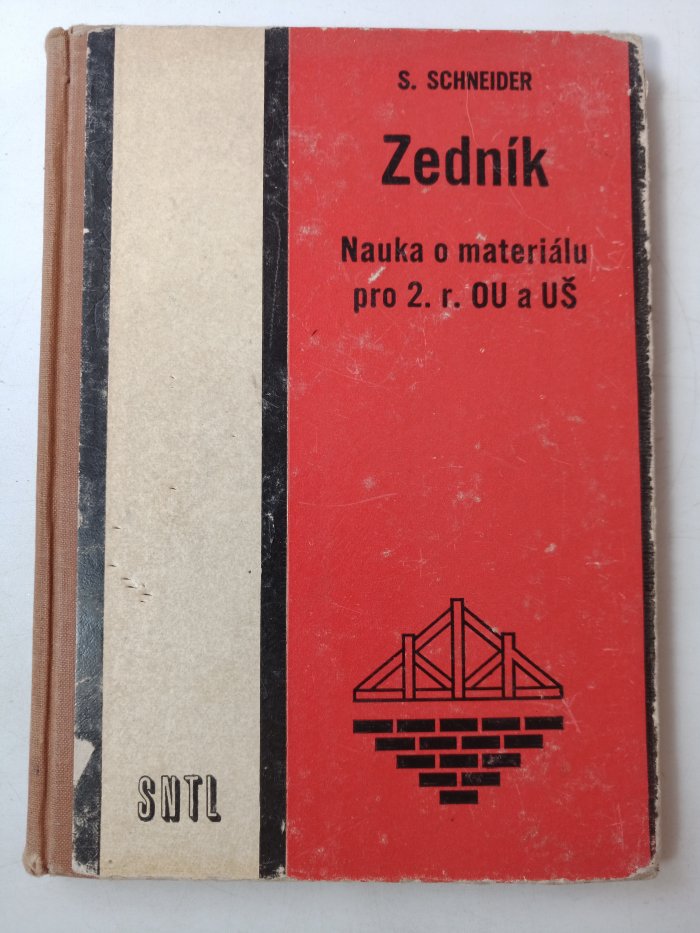 S. SCHNEIDER
Zedník
Nauka o materiálu
pro 2. r. OU a UŠ
SNTL